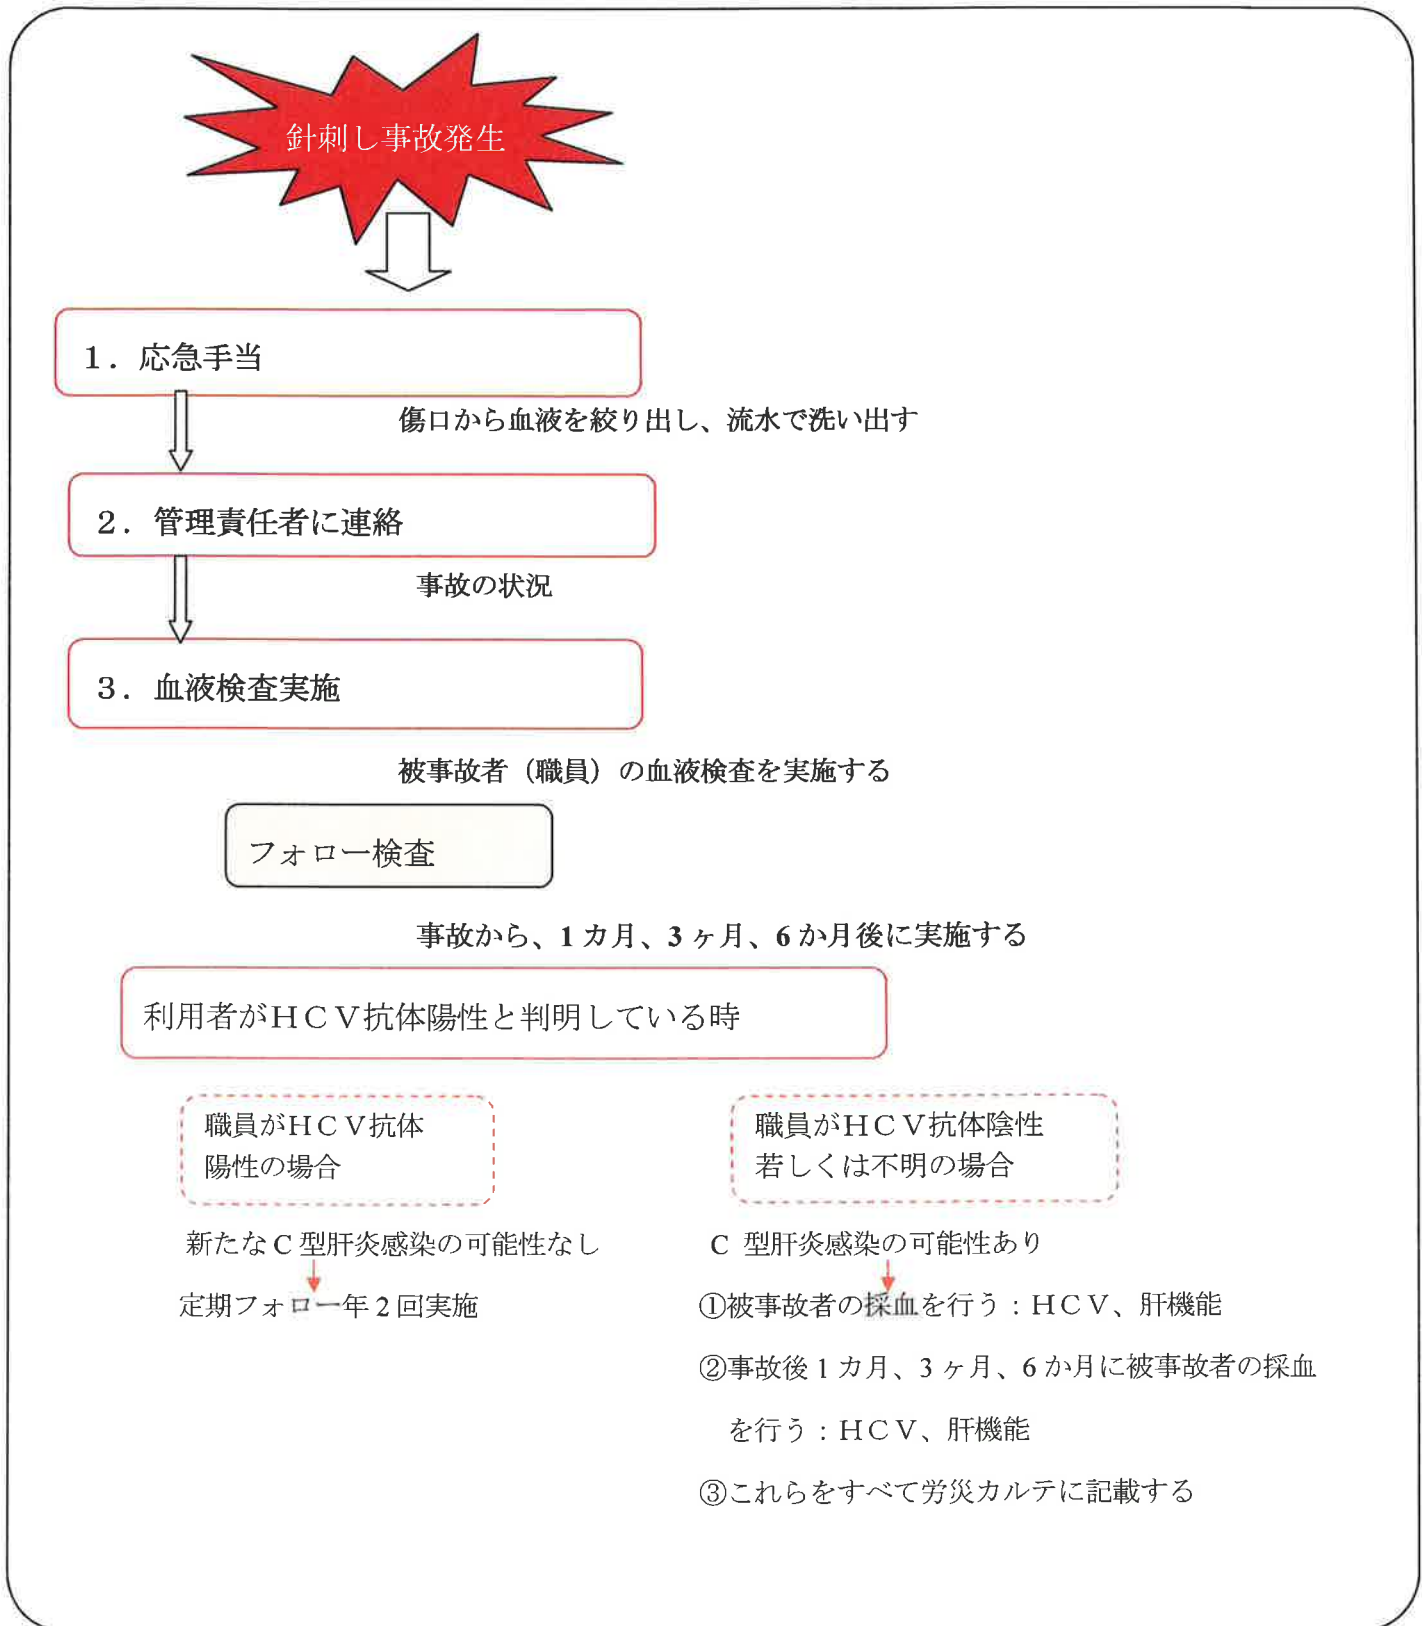 針刺し事故発生
１．応急手当
傷口から血液を絞り出し、流水で洗い出す
２．管理責任者に連絡
事故の状況
３．血液検査実施
被事故者（職員）の血液検査を実施する
フォロー検査
事故から、1 カ月、3 ヶ月、6 か月後に実施する
利用者がＨＣＶ抗体陽性と判明している時
職員がＨＣＶ抗体
陽性の場合
新たな C 型肝炎感染の可能性なし
定期フォロー年 2 回実施
職員がＨＣＶ抗体陰性
若しくは不明の場合
C 型肝炎感染の可能性あり
①被事故者の採血を行う：ＨＣＶ、肝機能
②事故後 1 カ月、3 ヶ月、6 か月に被事故者の採血
を行う：ＨＣＶ、肝機能
③これらをすべて労災カルテに記載する